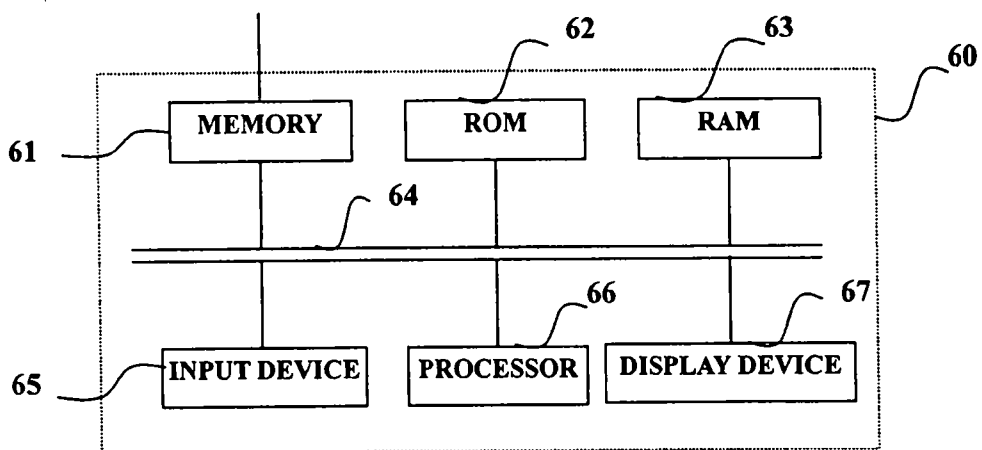 62 63 60
MEMORY ROM RAM
61
64
66 67
INPUT DEVICE PROCESSOR DISPLAY DEVICE
65